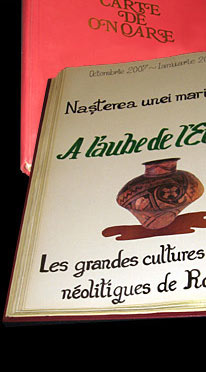 CARTE
DE
ONOARE
Octombrie 2007 - Ianuarie 20
Nașterea unei mari
A l'aube de l'E
Les grandes cultures
néolitiques de Ro